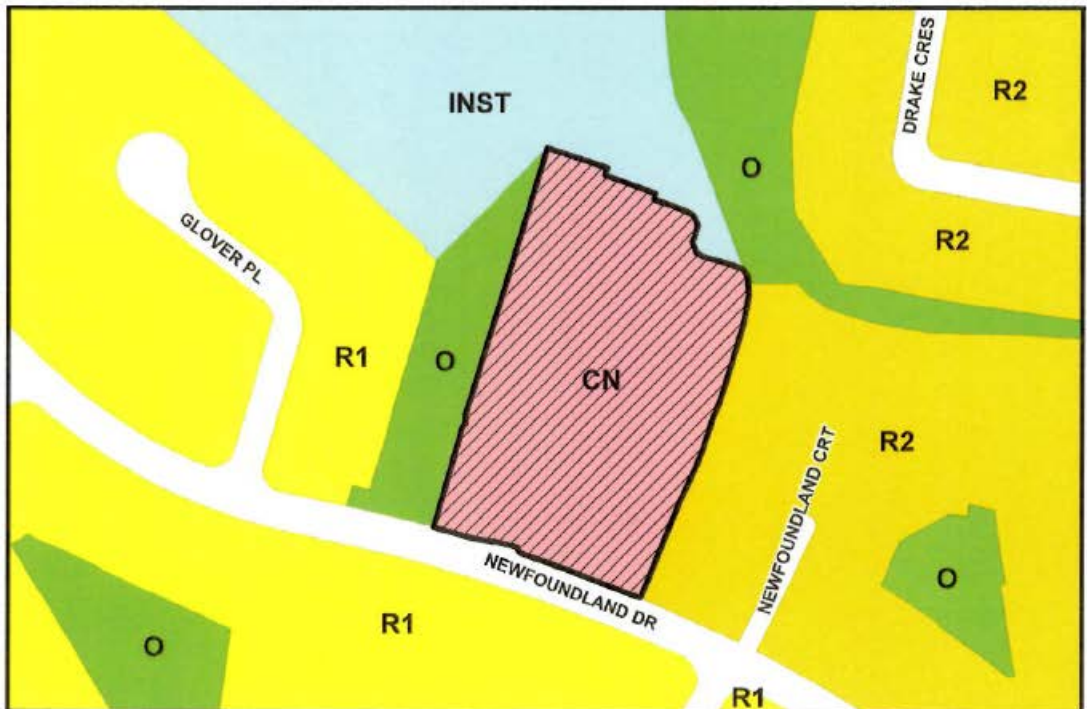 DRAKE CRES
R2
INST
O
R2
GLOVER PL
R1
O
CN
R2
NEWFOUNDLAND CRT
NEWFOUNDLAND DR
O
R1
O
R1